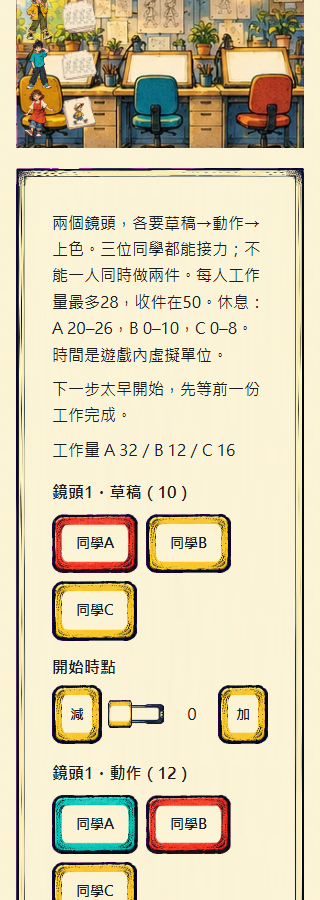 兩個鏡頭，各要草稿→動作→
上色。三位同學都能接力；不
能一人同時做兩件。每人工作
量最多28，收件在50。休息：
A 20–26，B 0–10，C 0–8。
時間是遊戲內虛擬單位。
下一步太早開始，先等前一份
工作完成。
工作量 A 32 / B 12 / C 16
鏡頭1・草稿（10）
同學A 同學B
同學C
開始時點
減 0 加
鏡頭1・動作（12）
同學A 同學B
同學C